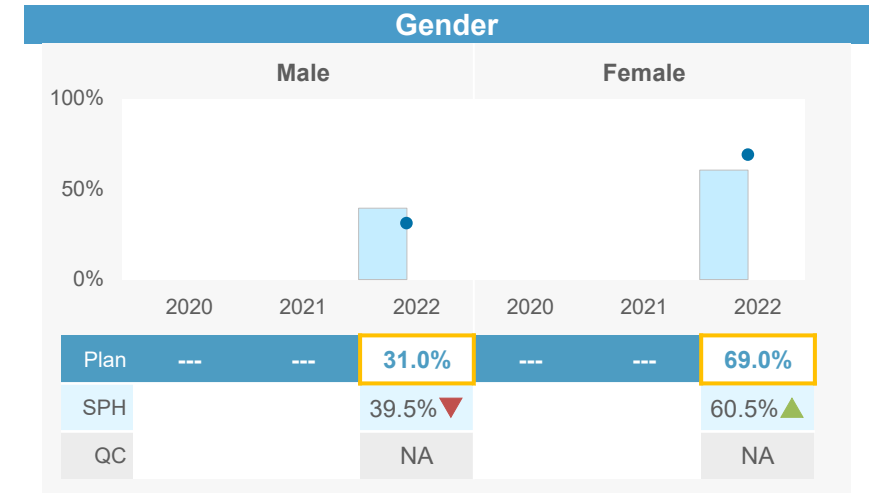 Gender
Male Female
100%
50%
0%
2020 2021 2022 2020 2021 2022
Plan --- --- 31.0% --- --- 69.0%
SPH 39.5% 60.5%
QC NA NA